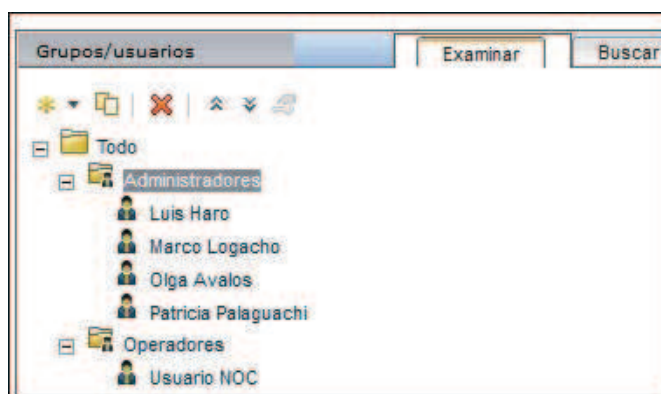 Grupos/usuarios Examinar Buscar
Todo
Administradores
Luis Haro
Marco Logacho
Olga Avalos
Patricia Palaguachi
Operadores
Usuario NOC